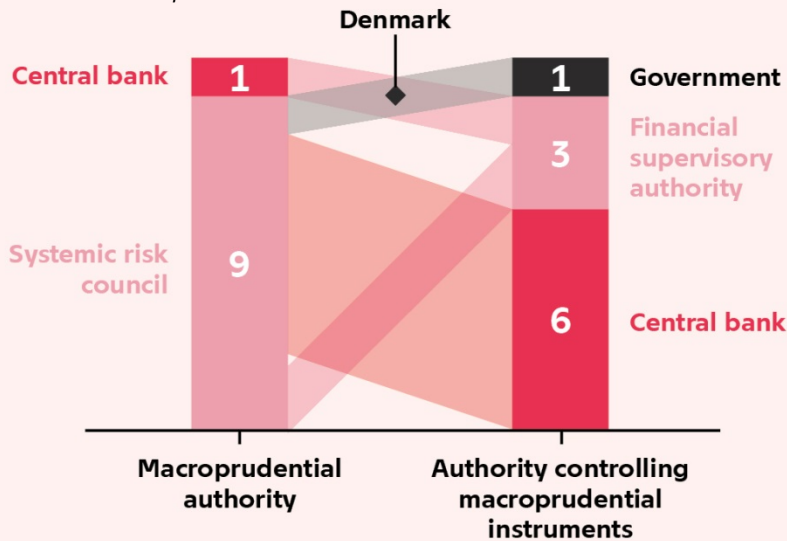 Denmark
Central bank
1
1
Government
Financial
supervisory
authority
3
Systemic risk
council
9
6
Central bank
Macroprudential
authority
Authority controlling
macroprudential
instruments